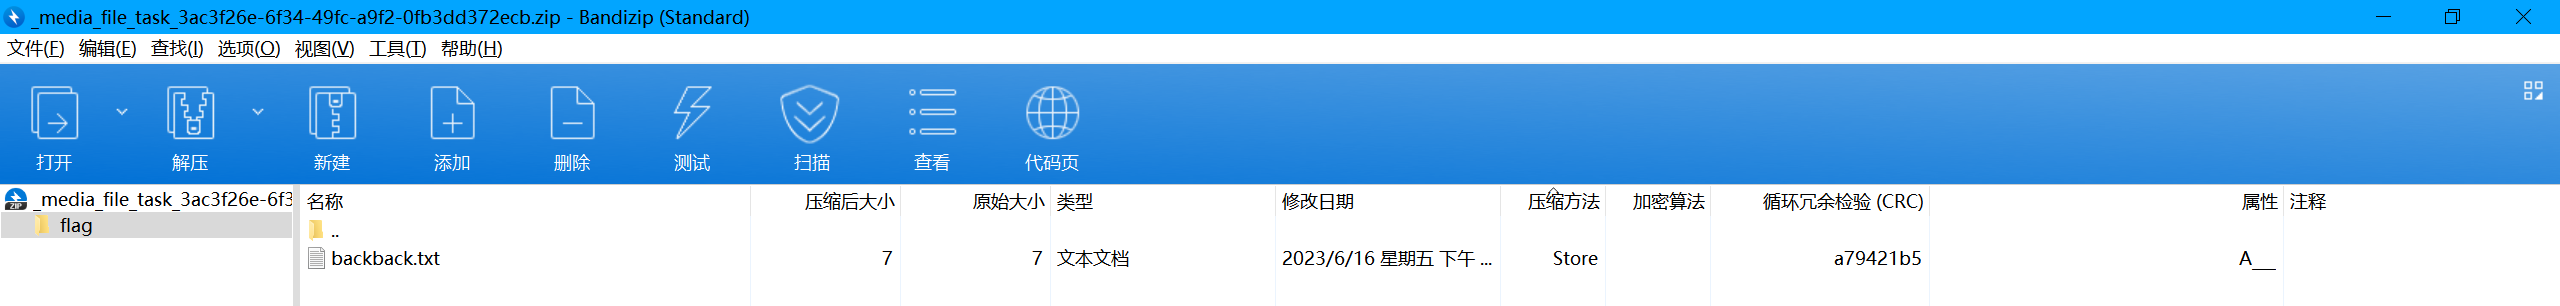 _media_file_task_3ac3f26e-6f34-49fc-a9f2-0fb3dd372ecb.zip - Bandizip (Standard)
文件(F) 编辑(E) 查找(I) 选项(O) 视图(V) 工具(T) 帮助(H)
打开 解压 新建 添加 删除 测试 扫描 查看 代码页
_media_file_task_3ac3f26e-6f3 名称 压缩后大小 原始大小 类型 修改日期 压缩方法 加密算法 循环冗余检验 (CRC) 属性 注释
flag ..
backback.txt 7 7 文本文档 2023/6/16 星期五 下午 ... Store a79421b5 A___